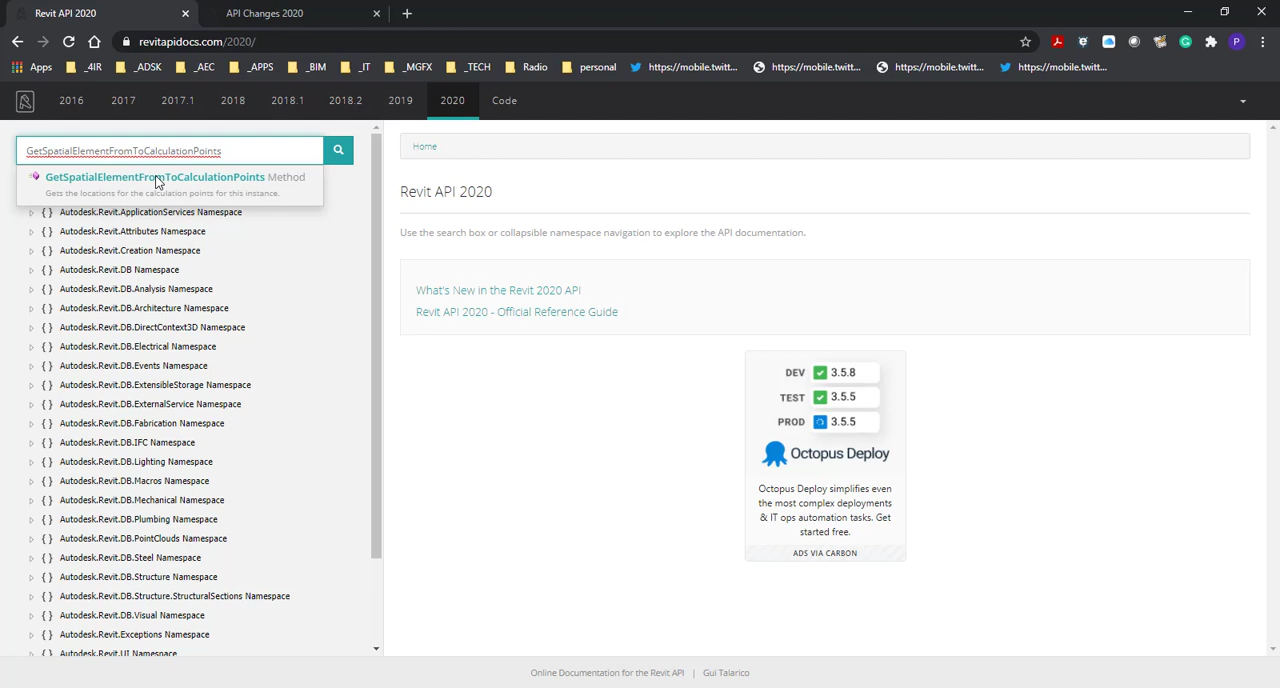 Revit API 2020
API Changes 2020
revitapidocs.com/2020/
Apps
_4IR
_ADSK
_AEC
_APPS
_BIM
_IT
_MGFX
_TECH
Radio
personal
https://mobile.twitt...
https://mobile.twitt...
https://mobile.twitt...
https://mobile.twitt...
2016
2017
2017.1
2018
2018.1
2018.2
2019
2020
Code
GetSpatialElementFromToCalculationPoints
GetSpatialElementFromToCalculationPoints Method
Gets the locations for the calculation points for this instance.
{ } Autodesk.Revit.ApplicationServices Namespace
{ } Autodesk.Revit.Attributes Namespace
{ } Autodesk.Revit.Creation Namespace
{ } Autodesk.Revit.DB Namespace
{ } Autodesk.Revit.DB.Analysis Namespace
{ } Autodesk.Revit.DB.Architecture Namespace
{ } Autodesk.Revit.DB.DirectContext3D Namespace
{ } Autodesk.Revit.DB.Electrical Namespace
{ } Autodesk.Revit.DB.Events Namespace
{ } Autodesk.Revit.DB.ExtensibleStorage Namespace
{ } Autodesk.Revit.DB.ExternalService Namespace
{ } Autodesk.Revit.DB.Fabrication Namespace
{ } Autodesk.Revit.DB.IFC Namespace
{ } Autodesk.Revit.DB.Lighting Namespace
{ } Autodesk.Revit.DB.Macros Namespace
{ } Autodesk.Revit.DB.Mechanical Namespace
{ } Autodesk.Revit.DB.Plumbing Namespace
{ } Autodesk.Revit.DB.PointClouds Namespace
{ } Autodesk.Revit.DB.Steel Namespace
{ } Autodesk.Revit.DB.Structure Namespace
{ } Autodesk.Revit.DB.Structure.StructuralSections Namespace
{ } Autodesk.Revit.DB.Visual Namespace
{ } Autodesk.Revit.Exceptions Namespace
{ } Autodesk.Revit.UI Namespace
Home
Revit API 2020
Use the search box or collapsible namespace navigation to explore the API documentation.
What's New in the Revit 2020 API
Revit API 2020 - Official Reference Guide
DEV 3.5.8
TEST 3.5.5
PROD 3.5.5
Octopus Deploy
Octopus Deploy simplifies even
the most complex deployments
& IT ops automation tasks. Get
started free.
ADS VIA CARBON
Online Documentation for the Revit API | Gui Talarico